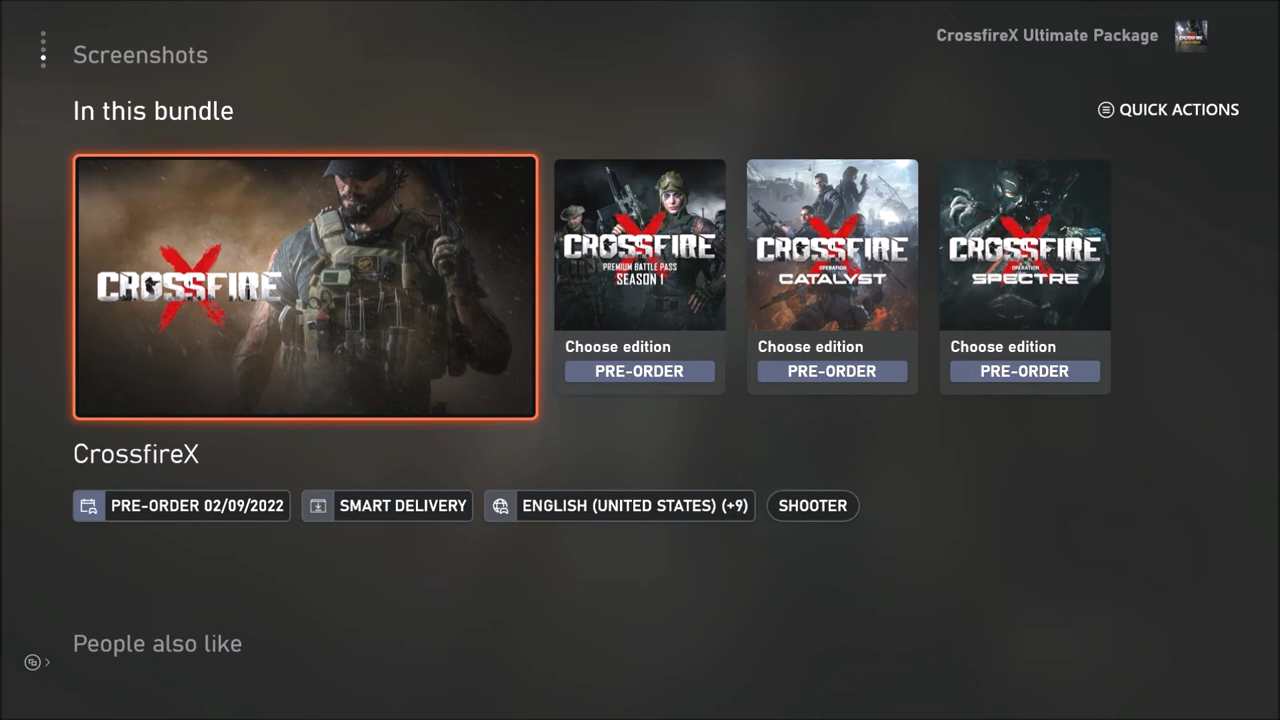 CrossfireX Ultimate Package
Screenshots
In this bundle
QUICK ACTIONS
CROSSFIRE X
CROSSFIRE X
PREMIUM BATTLE PASS
SEASON 1
Choose edition
PRE-ORDER
CROSSFIRE X
OPERATION
CATALYST
Choose edition
PRE-ORDER
CROSSFIRE X
OPERATION
SPECTRE
Choose edition
PRE-ORDER
CrossfireX
PRE-ORDER 02/09/2022
SMART DELIVERY
ENGLISH (UNITED STATES) (+9)
SHOOTER
People also like